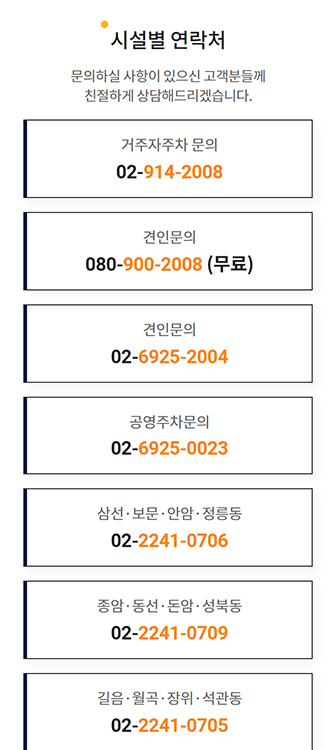 시설별 연락처
문의하실 사항이 있으신 고객분들께
친절하게 상담해드리겠습니다.
거주자주차 문의
02-914-2008
견인문의
080-900-2008 (무료)
견인문의
02-6925-2004
공영주차문의
02-6925-0023
삼선·보문·안암·정릉동
02-2241-0706
종암·동선·돈암·성북동
02-2241-0709
길음·월곡·장위·석관동
02-2241-0705